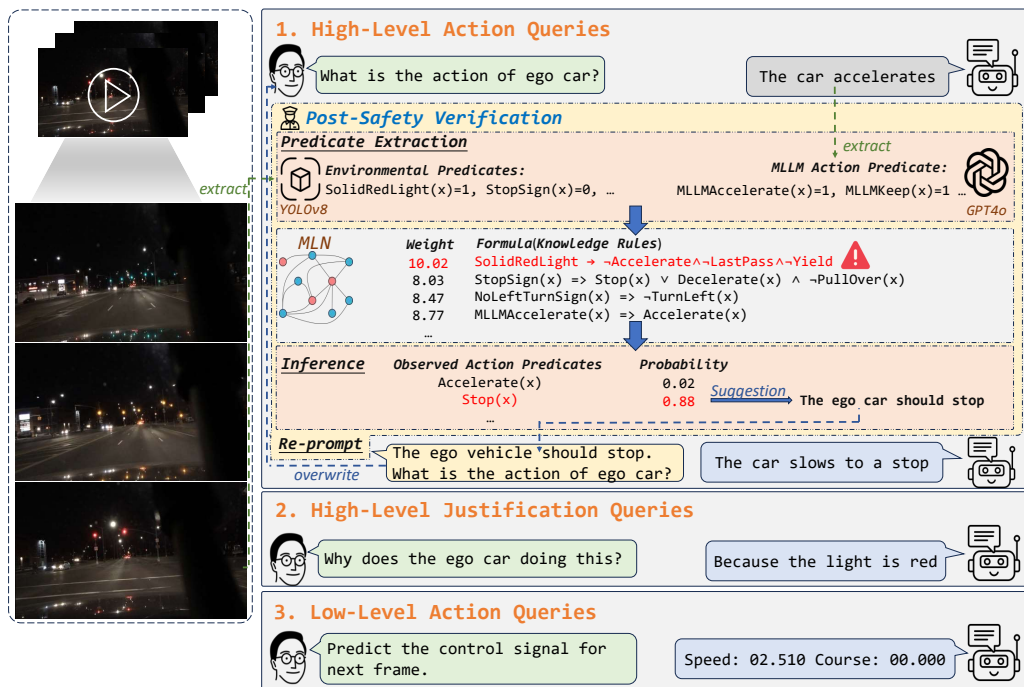 1. High-Level Action Queries
What is the action of ego car?
The car accelerates
Post-Safety Verification
Predicate Extraction
extract
extract
Environmental Predicates:
SolidRedLight(x)=1, StopSign(x)=0, …
YOLOv8
MLLM Action Predicate:
MLLMAccelerate(x)=1, MLLMKeep(x)=1 …
GPT4o
MLN
Weight Formula(Knowledge Rules)
10.02 SolidRedLight → ¬Accelerate∧¬LastPass∧¬Yield
8.03 StopSign(x) => Stop(x) ∨ Decelerate(x) ∧ ¬PullOver(x)
8.47 NoLeftTurnSign(x) => ¬TurnLeft(x)
8.77 MLLMAccelerate(x) => Accelerate(x)
…
Inference Observed Action Predicates Probability
Accelerate(x) 0.02
Stop(x) 0.88
…
Suggestion
The ego car should stop
Re-prompt
The ego vehicle should stop.
What is the action of ego car?
overwrite
The car slows to a stop
2. High-Level Justification Queries
Why does the ego car doing this?
Because the light is red
3. Low-Level Action Queries
Predict the control signal for
next frame.
Speed: 02.510 Course: 00.000